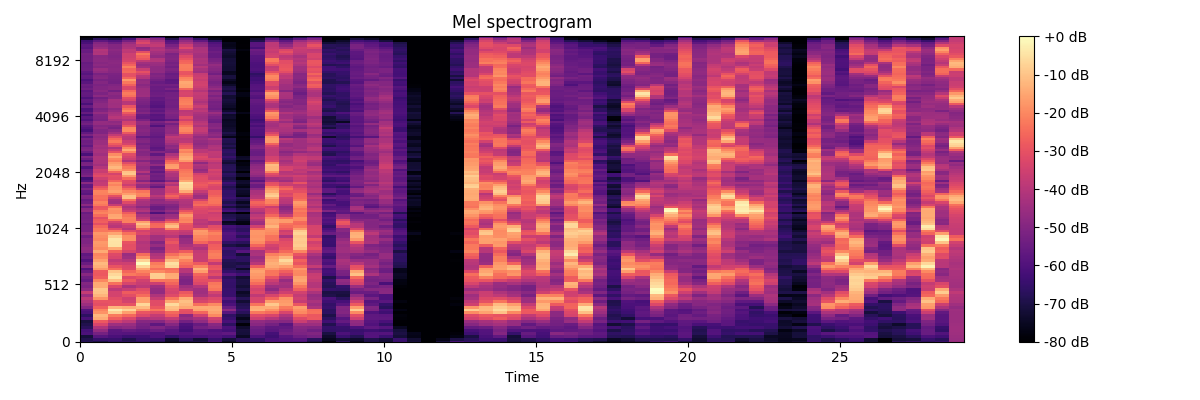 Mel spectrogram
+0 dB
8192
-10 dB
-20 dB
4096
-30 dB
2048
Hz
-40 dB
1024
-50 dB
-60 dB
512
-70 dB
0
-80 dB
0 5 10 15 20 25
Time